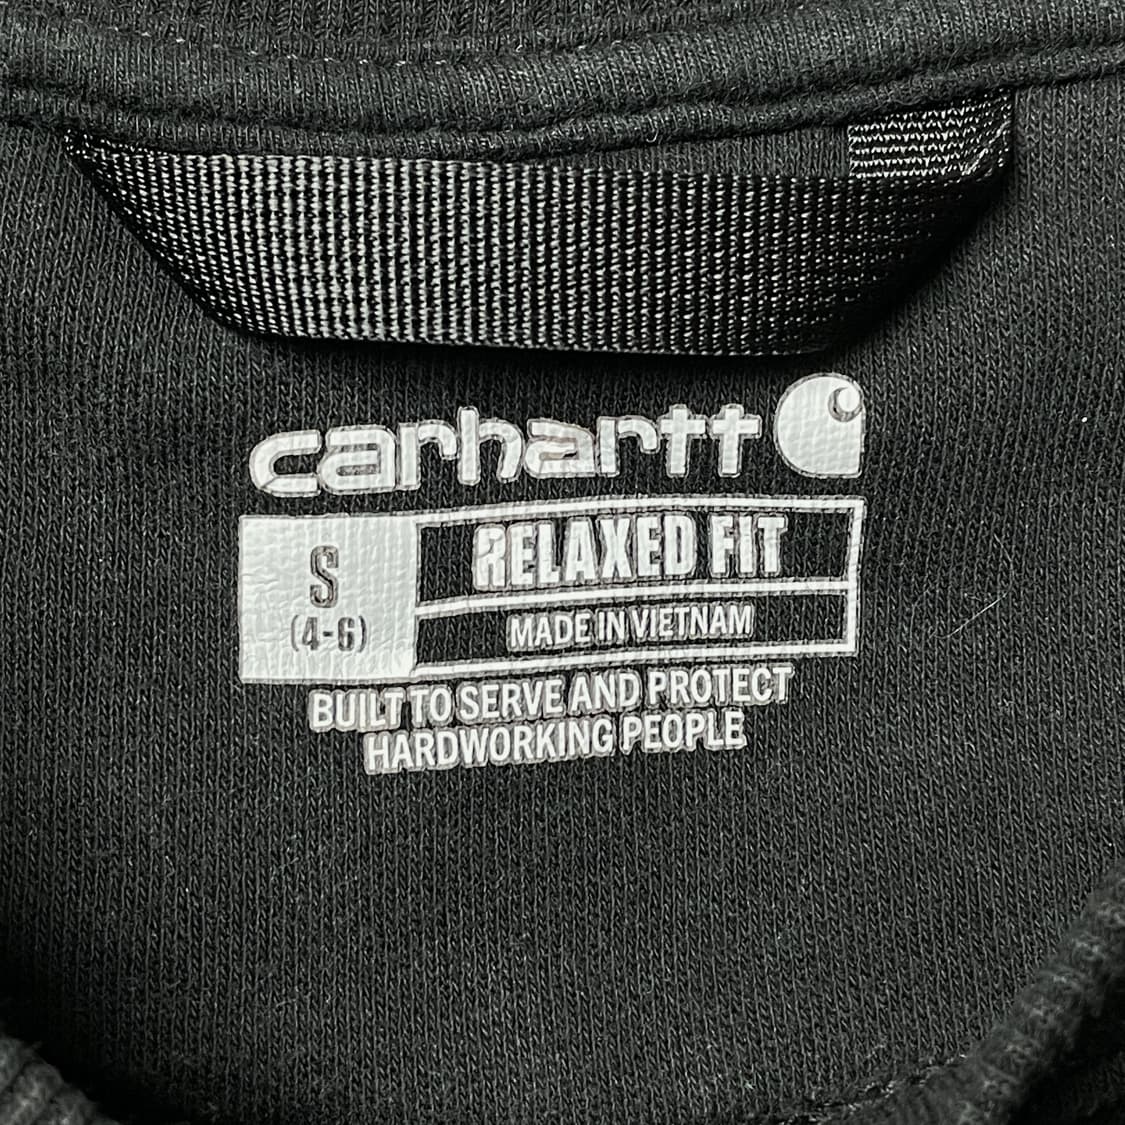 carhartt
S
(4-6)
RELAXED FIT
MADE IN VIETNAM
BUILT TO SERVE AND PROTECT
HARDWORKING PEOPLE